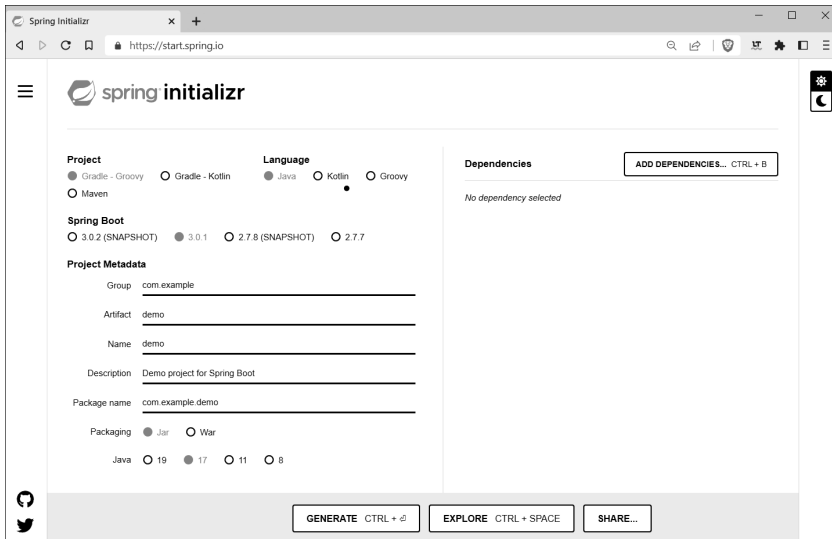 Spring Initializr
https://start.spring.io
spring initializr
Project
Gradle - Groovy Gradle - Kotlin
Maven
Language
Java Kotlin Groovy
Spring Boot
3.0.2 (SNAPSHOT) 3.0.1 2.7.8 (SNAPSHOT) 2.7.7
Project Metadata
Group com.example
Artifact demo
Name demo
Description Demo project for Spring Boot
Package name com.example.demo
Packaging Jar War
Java 19 17 11 8
Dependencies
ADD DEPENDENCIES... CTRL + B
No dependency selected
GENERATE CTRL + ⏎
EXPLORE CTRL + SPACE
SHARE...